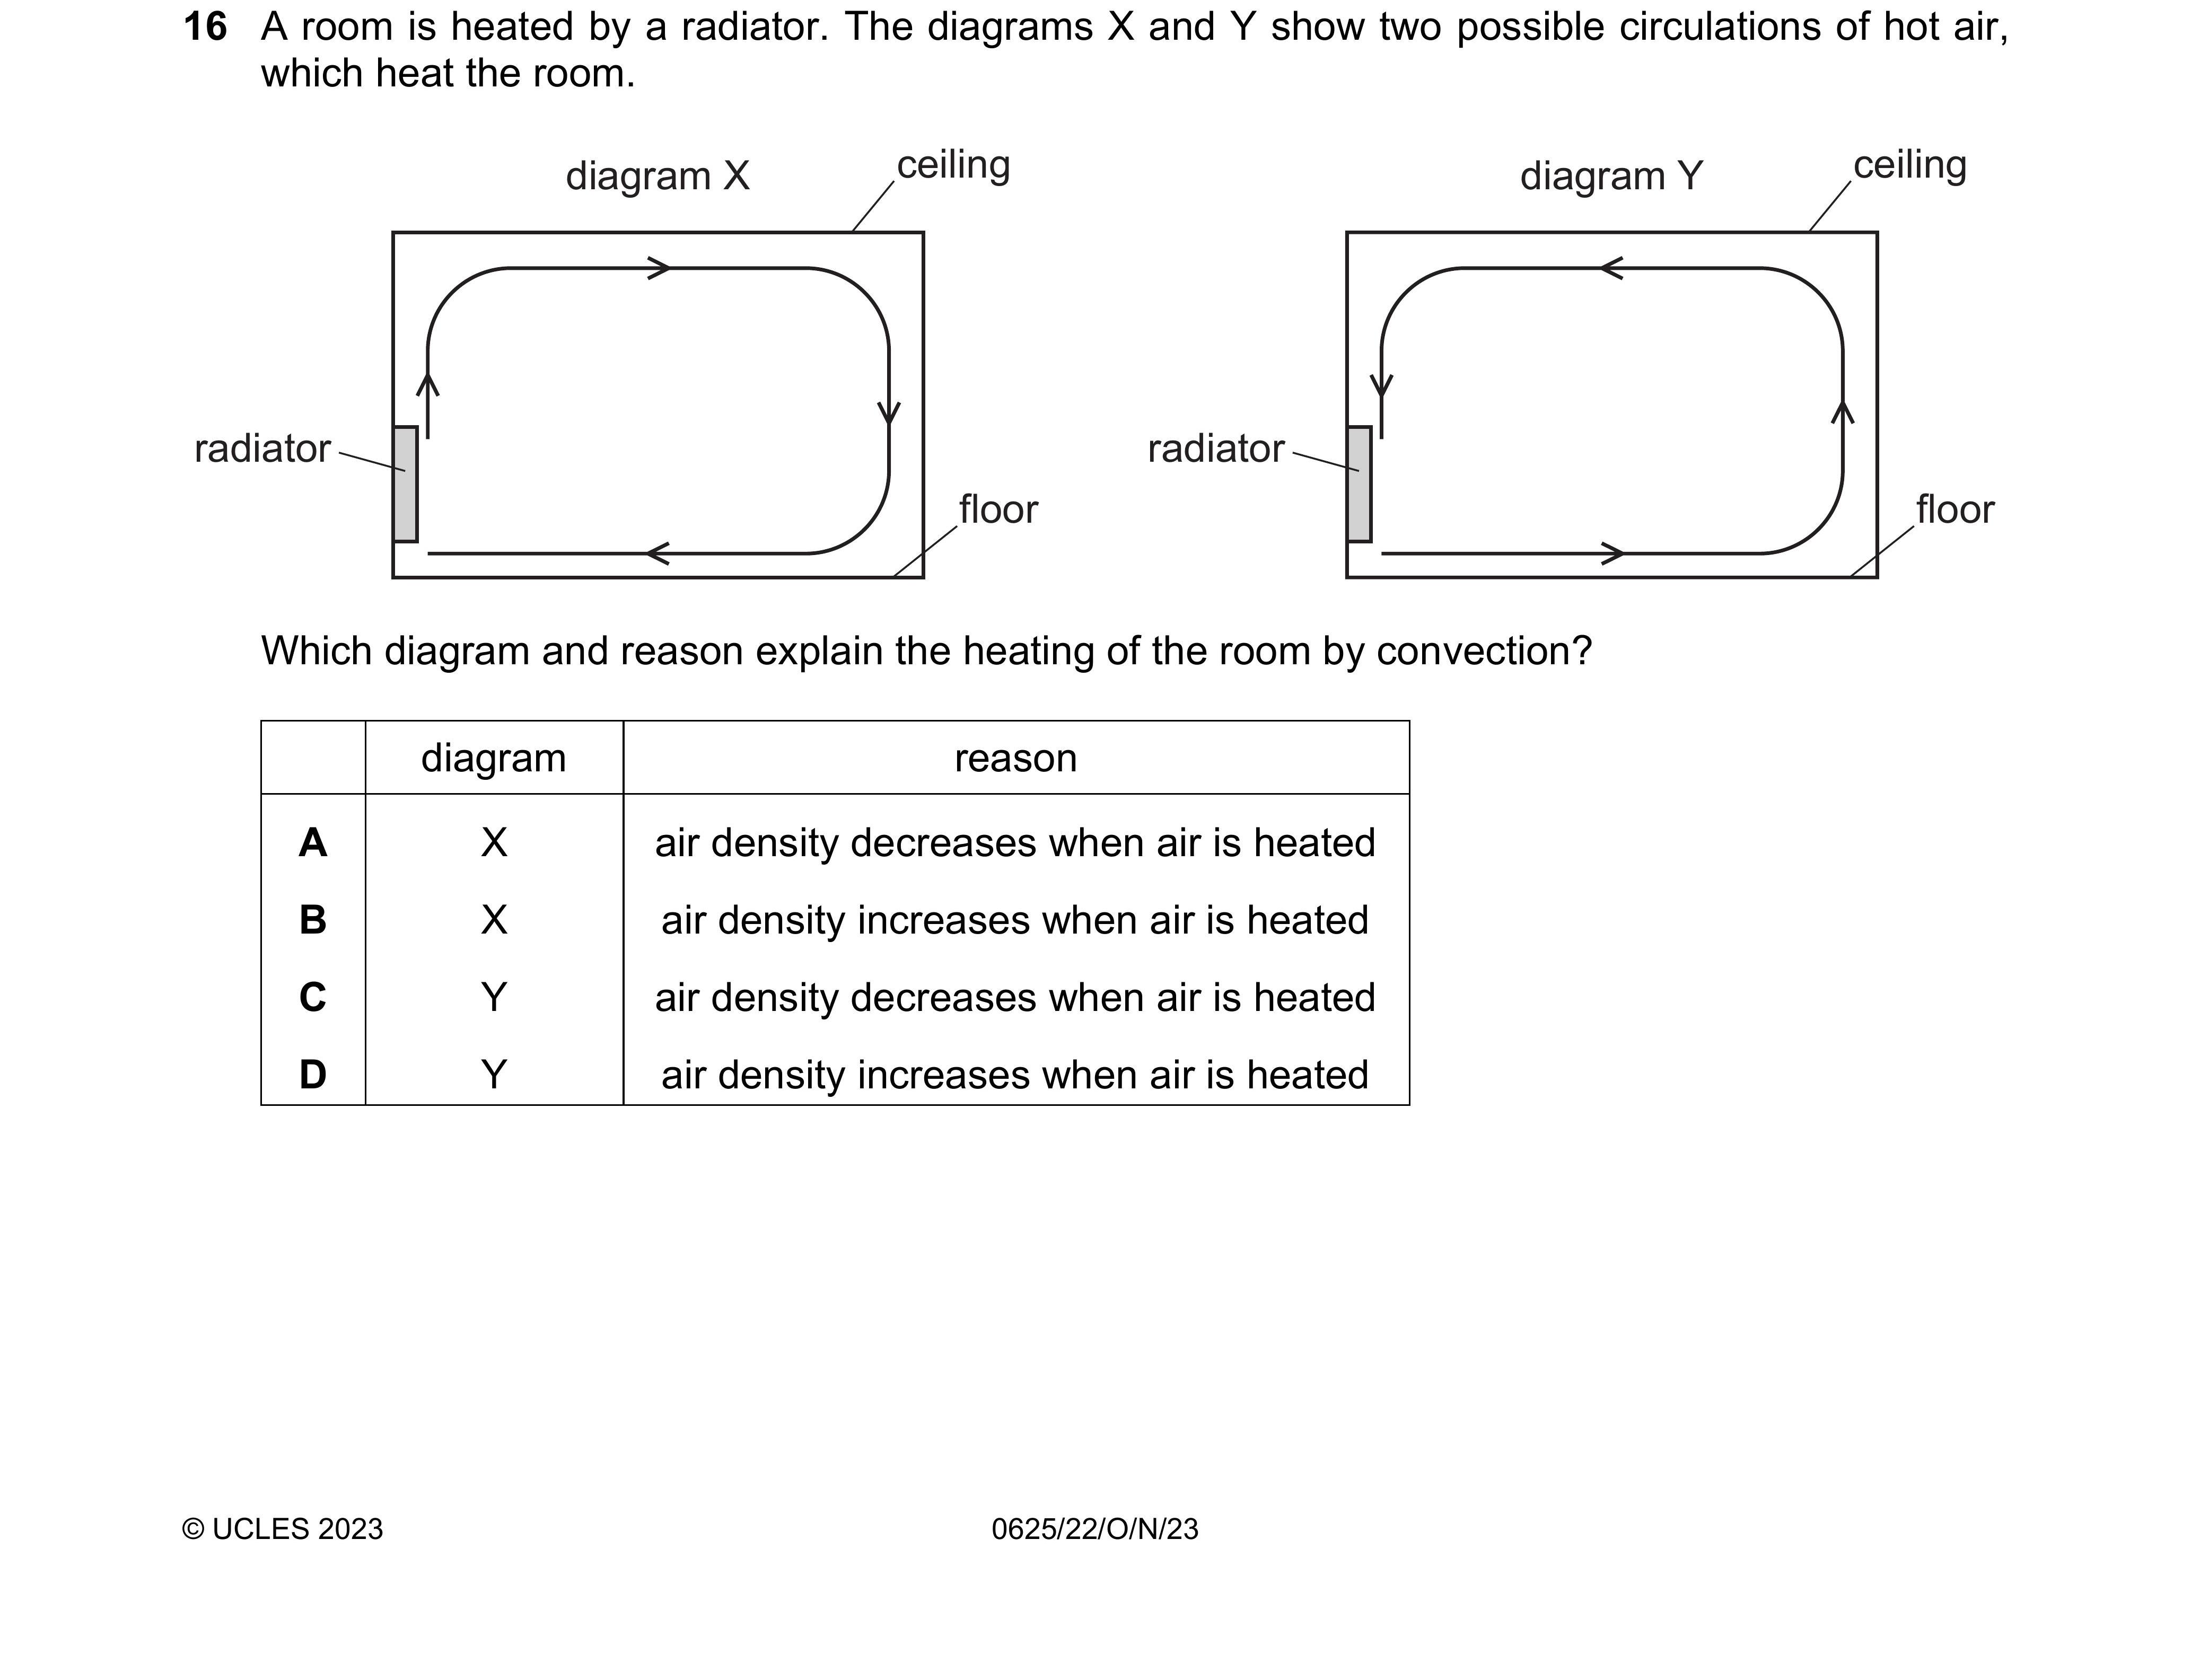 16 A room is heated by a radiator. The diagrams X and Y show two possible circulations of hot air,
which heat the room.
diagram X
ceiling
radiator
floor
diagram Y
ceiling
radiator
floor
Which diagram and reason explain the heating of the room by convection?
diagram reason
A X air density decreases when air is heated
B X air density increases when air is heated
C Y air density decreases when air is heated
D Y air density increases when air is heated
© UCLES 2023 0625/22/O/N/23